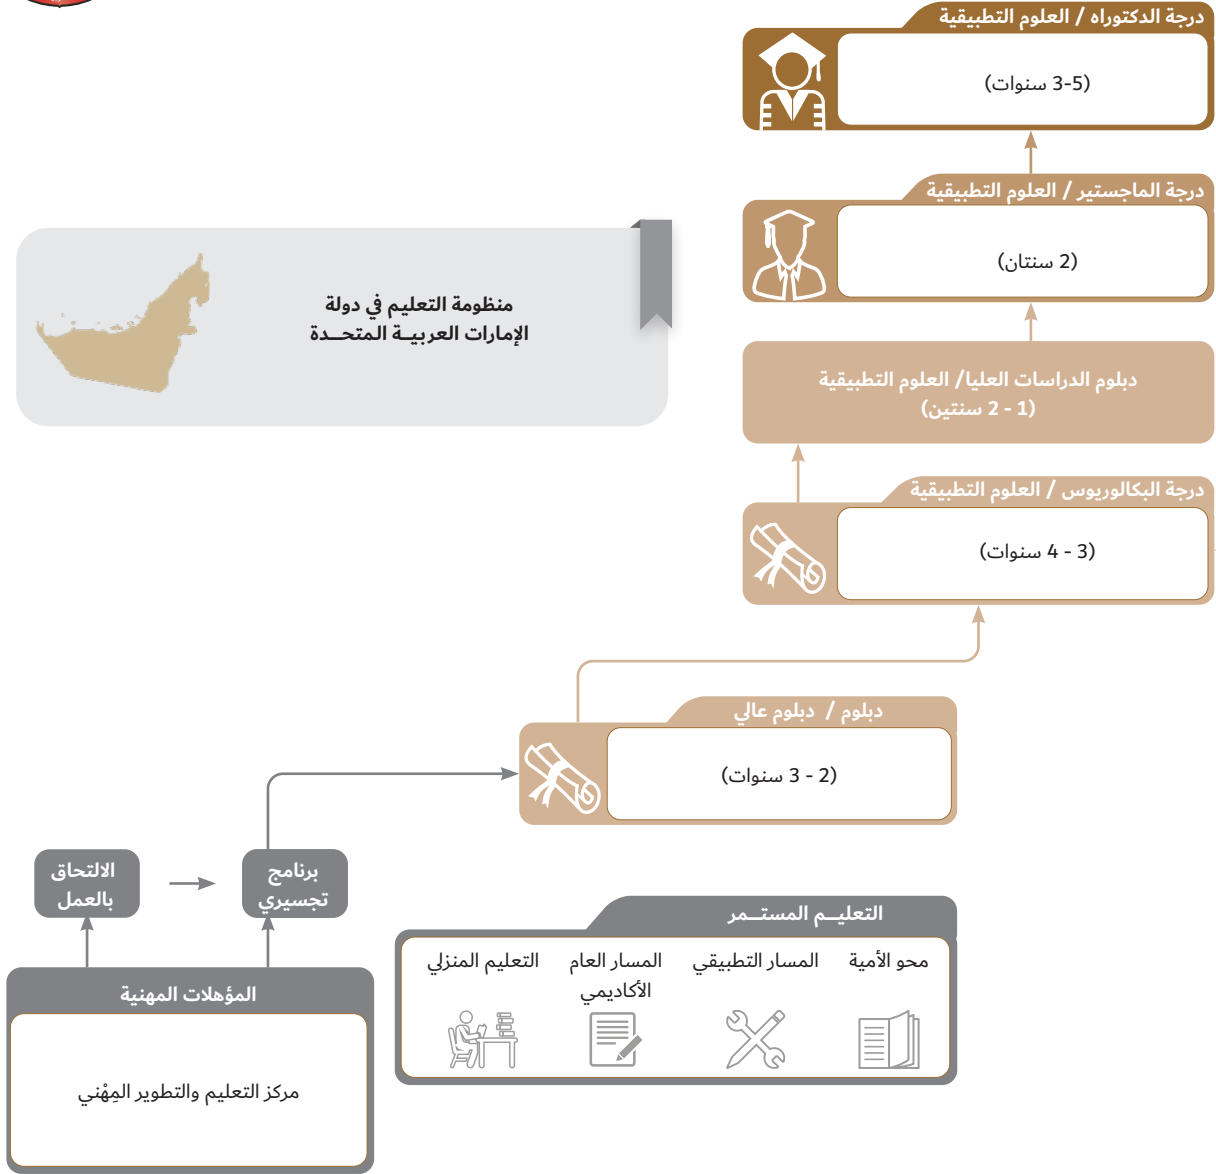 درجة الدكتوراه / العلوم التطبيقية
(3-5 سنوات)
درجة الماجستير / العلوم التطبيقية
(2 سنتان)
منظومة التعليم في دولة
الإمارات العربيــة المتحــدة
دبلوم الدراسات العليا/ العلوم التطبيقية
(1 - 2 سنتين)
درجة البكالوريوس / العلوم التطبيقية
(3 - 4 سنوات)
دبلوم / دبلوم عالي
(2 - 3 سنوات)
برنامج
تجسيري
الالتحاق
بالعمل
التعليــم المستــمر
محو الأمية
المسار التطبيقي
المسار العام
الأكاديمي
التعليم المنزلي
المؤهلات المهنية
مركز التعليم والتطوير المِهْني